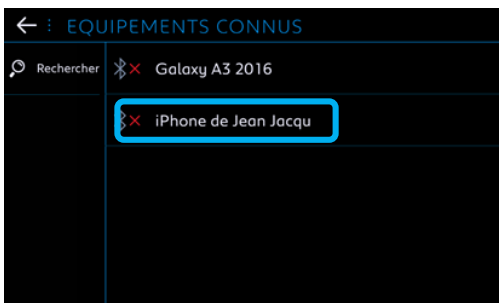 EQUIPEMENTS CONNUS
Rechercher
Galaxy A3 2016
iPhone de Jean Jacqu